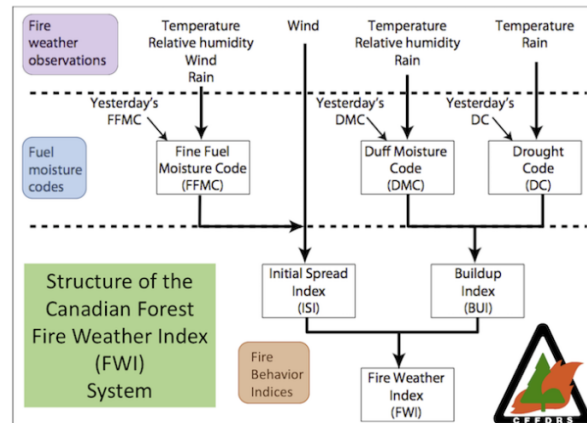 Fire
weather
observations
Temperature
Relative humidity
Wind
Rain
Wind
Temperature
Relative humidity
Rain
Temperature
Rain
Yesterday's
FFMC
Yesterday's
DMC
Yesterday's
DC
Fuel
moisture
codes
Fine Fuel
Moisture Code
(FFMC)
Duff Moisture
Code
(DMC)
Drought
Code
(DC)
Structure of the
Canadian Forest
Fire Weather Index
(FWI)
System
Initial Spread
Index
(ISI)
Buildup
Index
(BUI)
Fire
Behavior
Indices
Fire Weather
Index
(FWI)
CFFDRS